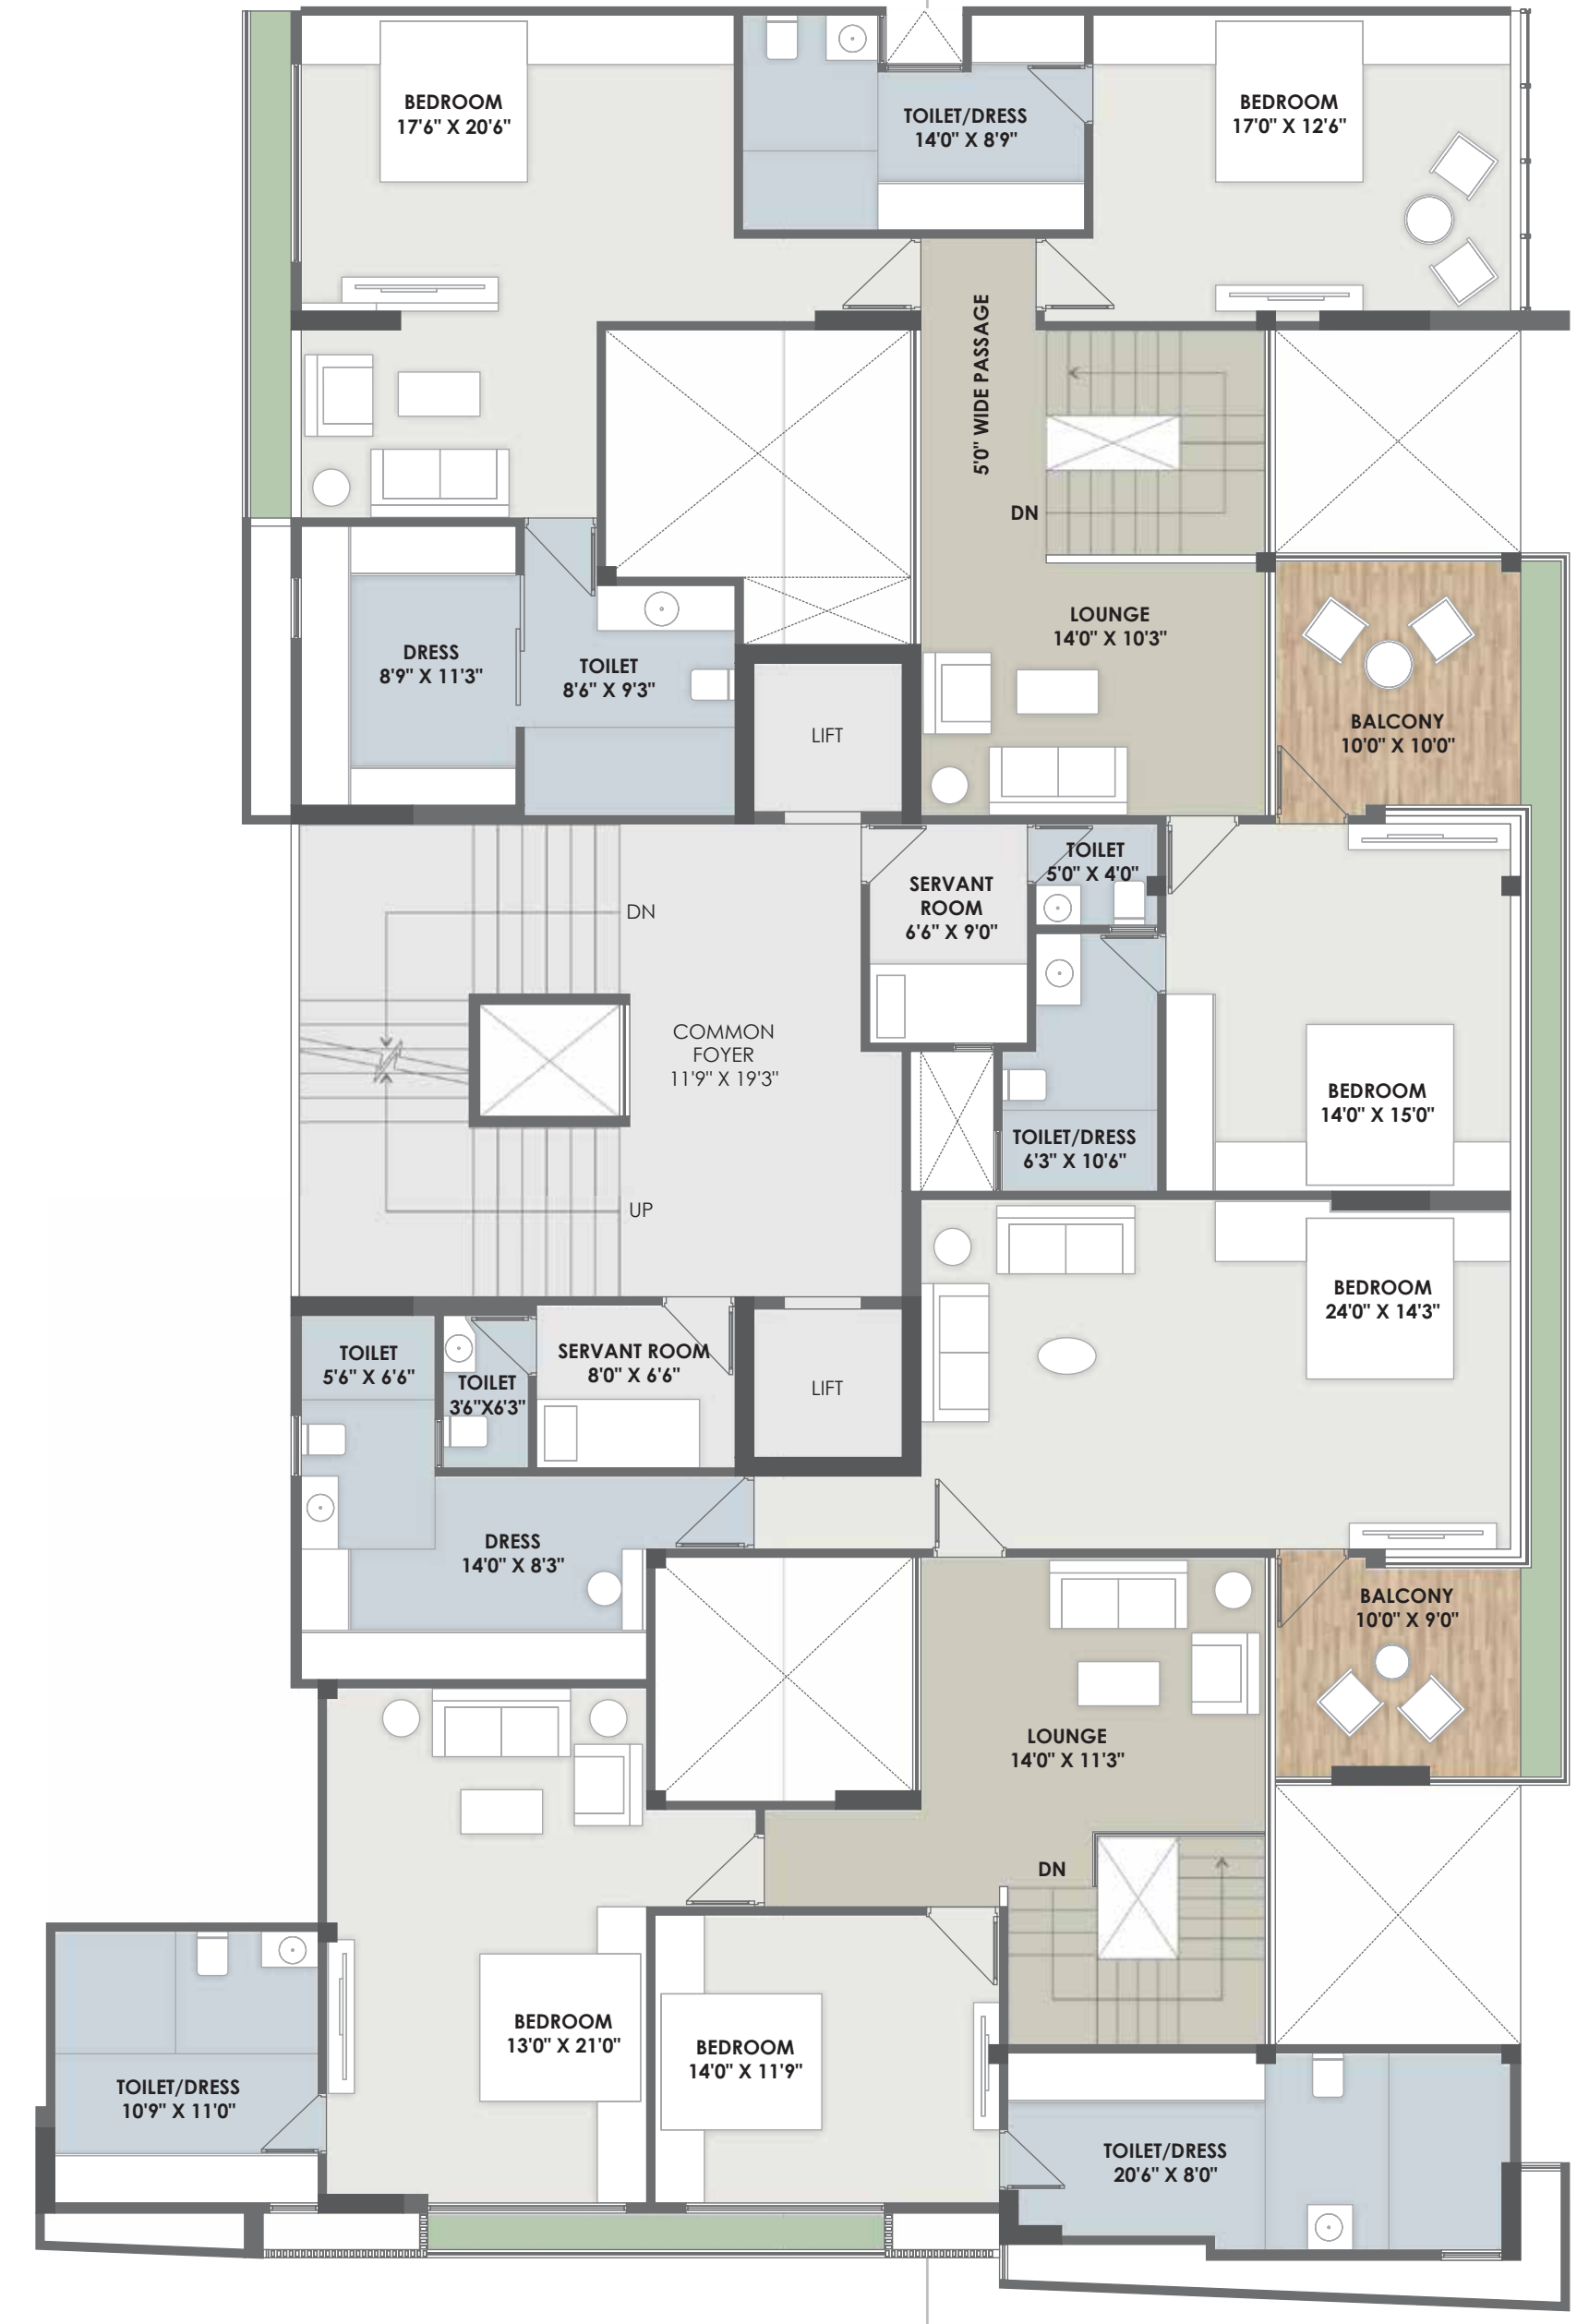 BEDROOM
17'6" X 20'6"
TOILET/DRESS
14'0" X 8'9"
BEDROOM
17'0" X 12'6"
5'0" WIDE PASSAGE
DN
LOUNGE
14'0" X 10'3"
DRESS
8'9" X 11'3"
TOILET
8'6" X 9'3"
LIFT
BALCONY
10'0" X 10'0"
DN
SERVANT
ROOM
6'6" X 9'0"
TOILET
5'0" X 4'0"
COMMON
FOYER
11'9" X 19'3"
BEDROOM
14'0" X 15'0"
TOILET/DRESS
6'3" X 10'6"
UP
BEDROOM
24'0" X 14'3"
TOILET
5'6" X 6'6"
TOILET
3'6"X6'3"
SERVANT ROOM
8'0" X 6'6"
LIFT
DRESS
14'0" X 8'3"
BALCONY
10'0" X 9'0"
LOUNGE
14'0" X 11'3"
DN
BEDROOM
13'0" X 21'0"
BEDROOM
14'0" X 11'9"
TOILET/DRESS
10'9" X 11'0"
TOILET/DRESS
20'6" X 8'0"